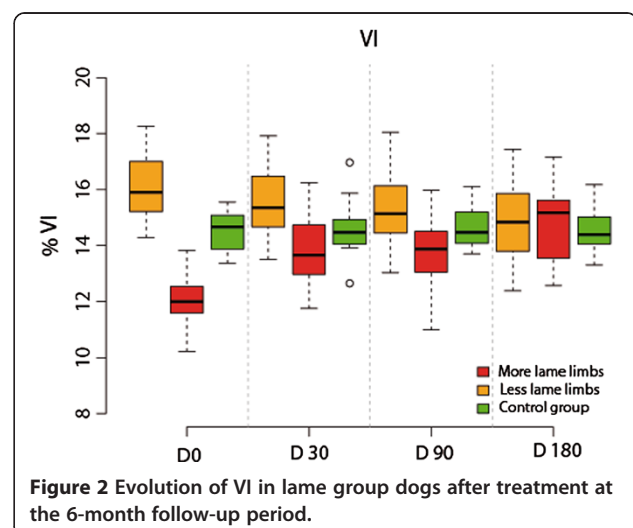 VI
% VI
20
18
16
14
12
10
8
More lame limbs
Less lame limbs
Control group
D0
D 30
D 90
D 180
Figure 2 Evolution of VI in lame group dogs after treatment at
the 6-month follow-up period.